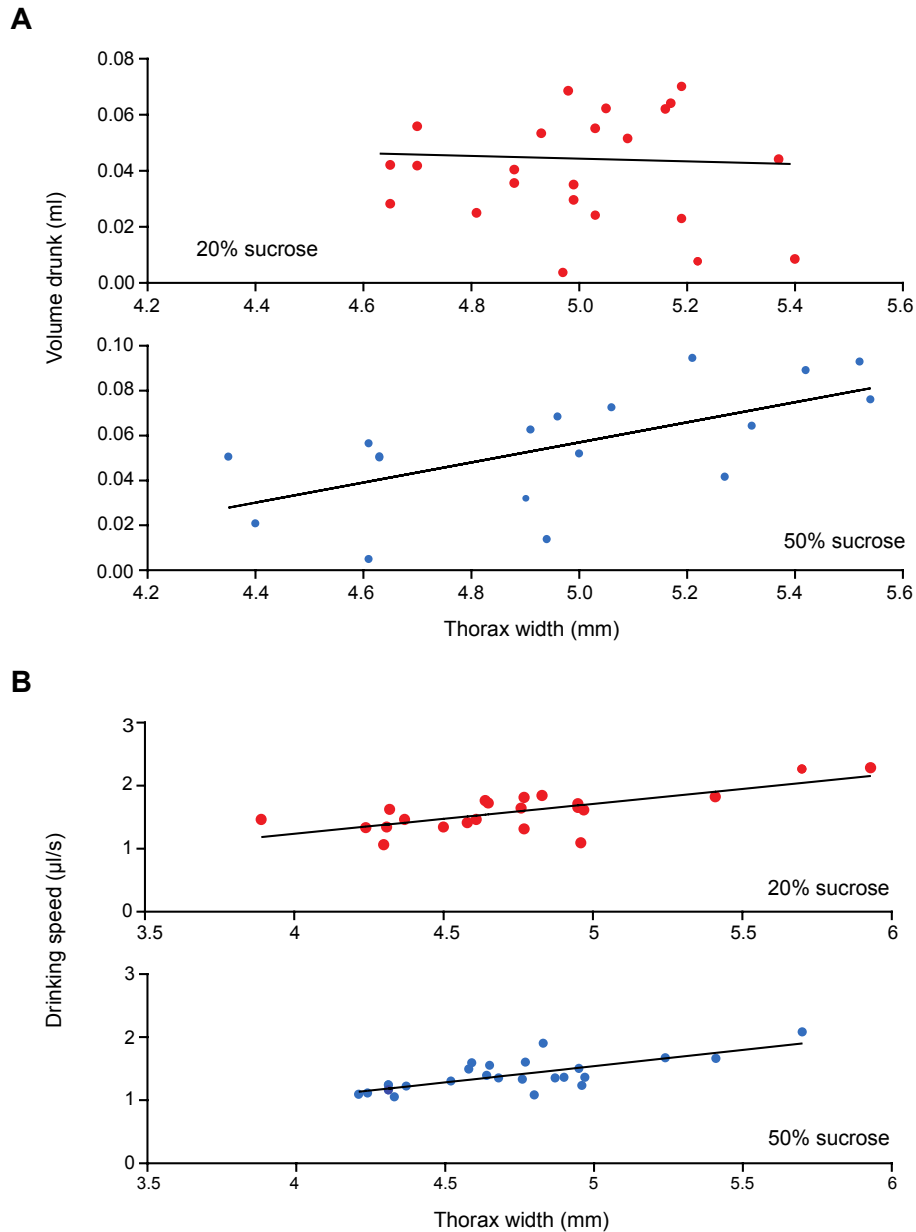 A
Volume drunk (ml)
0.08
0.06
0.04
0.02
0.00
20% sucrose
4.2 4.4 4.6 4.8 5.0 5.2 5.4 5.6
0.10
0.08
0.06
0.04
0.02
0.00
50% sucrose
4.2 4.4 4.6 4.8 5.0 5.2 5.4 5.6
Thorax width (mm)
B
Drinking speed (µl/s)
3
2
1
0
20% sucrose
3.5 4 4.5 5 5.5 6
3
2
1
0
50% sucrose
3.5 4 4.5 5 5.5 6
Thorax width (mm)